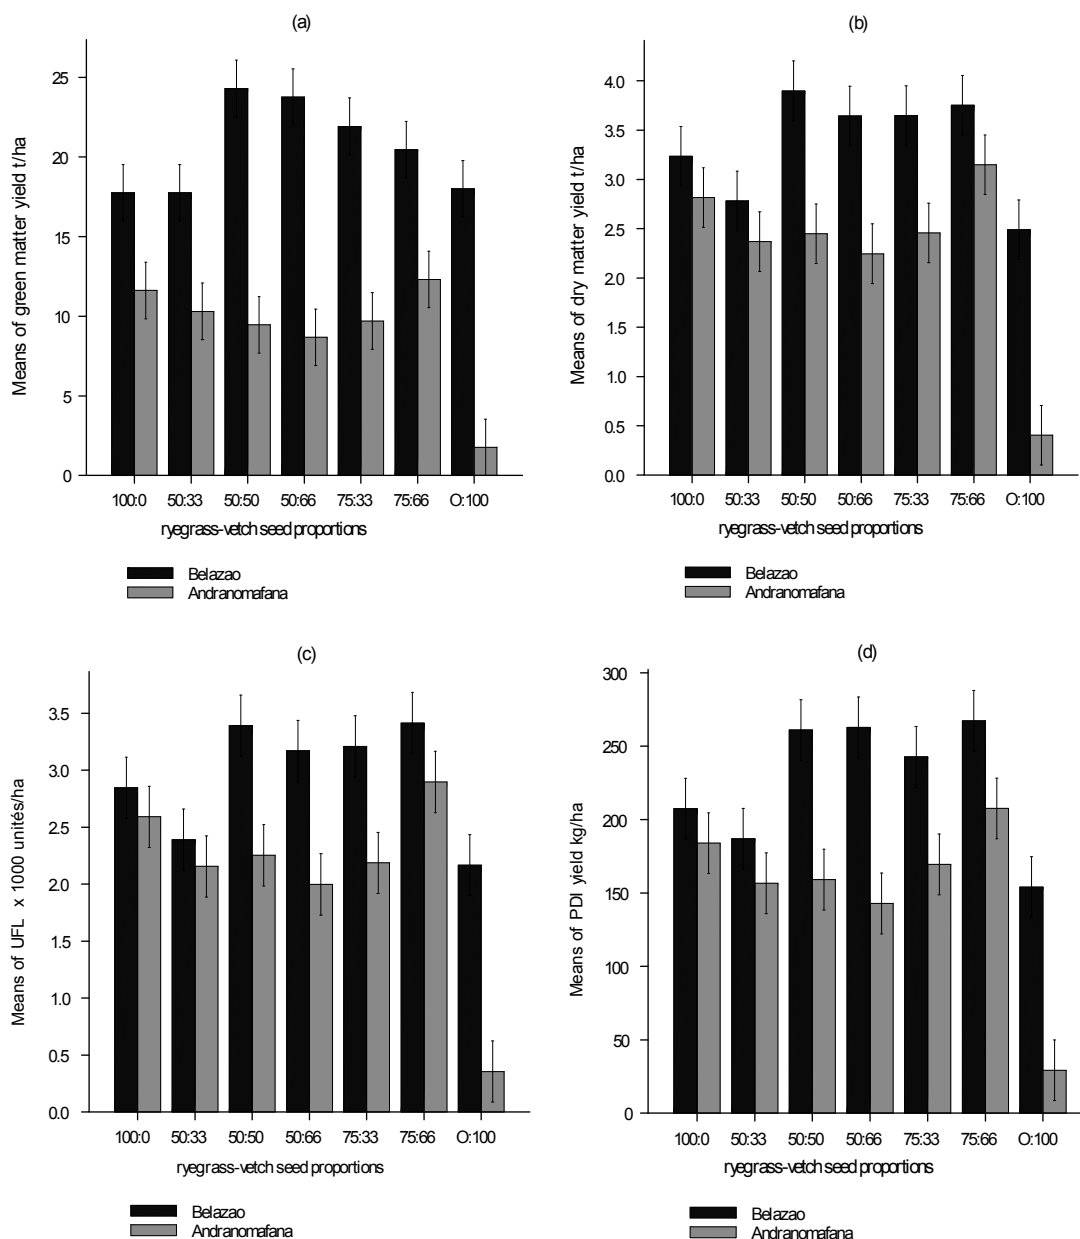 (a)
Means of green matter yield t/ha
25
20
15
10
5
0
100:0 50:33 50:50 50:66 75:33 75:66 O:100
ryegrass-vetch seed proportions
Belazao
Andranomafana
(b)
Means of dry matter yield t/ha
4.0
3.5
3.0
2.5
2.0
1.5
1.0
0.5
0.0
100:0 50:33 50:50 50:66 75:33 75:66 O:100
ryegrass-vetch seed proportions
Belazao
Andranomafana
(c)
Means of UFL x 1000 unités/ha
3.5
3.0
2.5
2.0
1.5
1.0
0.5
0.0
100:0 50:33 50:50 50:66 75:33 75:66 O:100
ryegrass-vetch seed proportions
Belazao
Andranomafana
(d)
Means of PDI yield kg/ha
300
250
200
150
100
50
0
100:0 50:33 50:50 50:66 75:33 75:66 O:100
ryegrass-vetch seed proportions
Belazao
Andranomafana